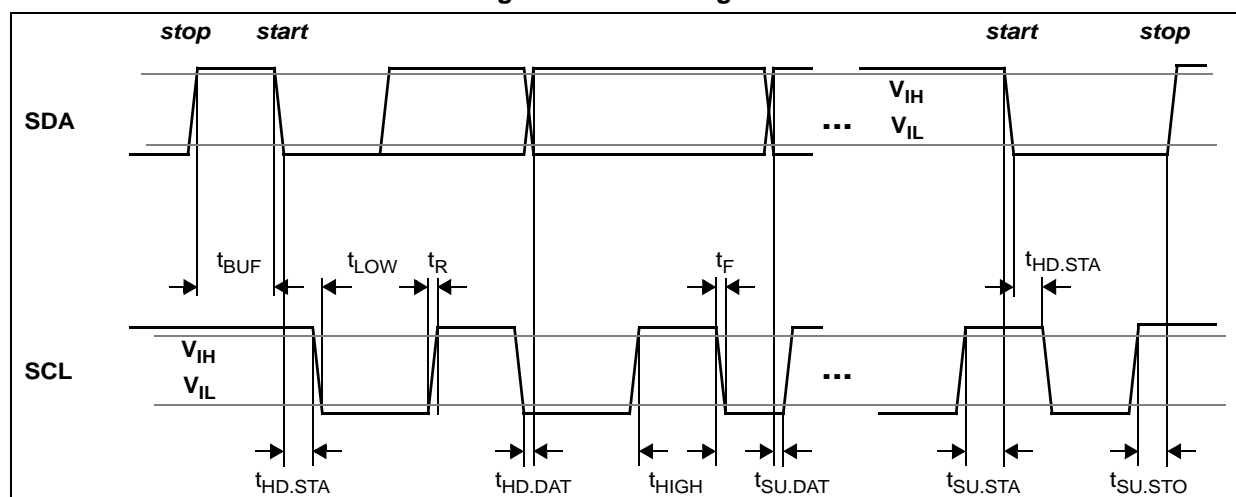 stop start start stop
SDA
V_IH
V_IL
...
t_BUF t_LOW t_R t_F t_HD.STA
V_IH
V_IL
SCL
...
t_HD.STA t_HD.DAT t_HIGH t_SU.DAT t_SU.STA t_SU.STO